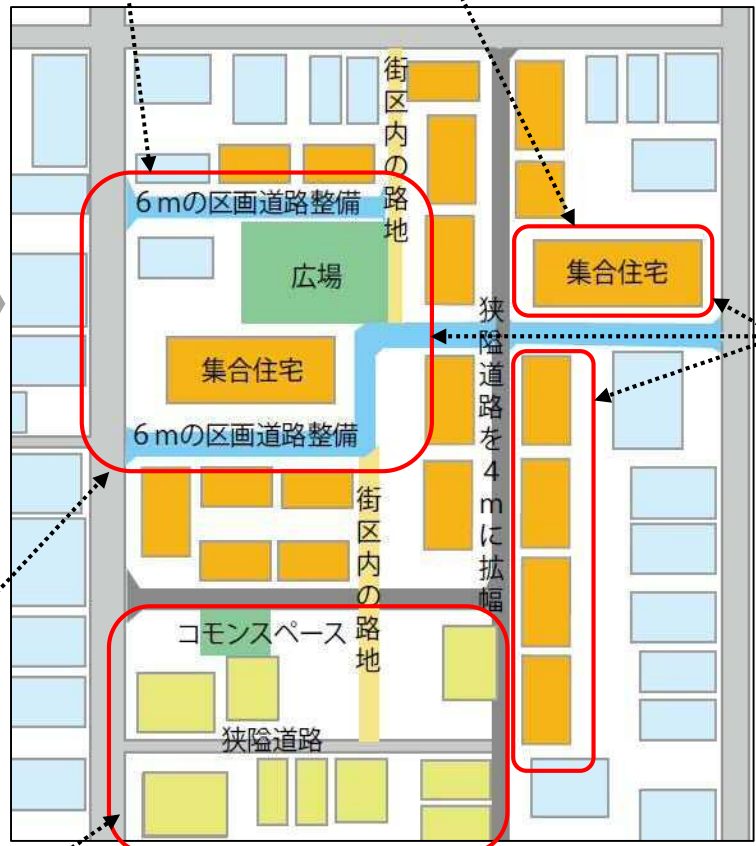 街区内の路地
6mの区画道路整備
広場
集合住宅
狭隘道路を4mに拡幅
集合住宅
6mの区画道路整備
街区内の路地
コモンスペース
狭隘道路